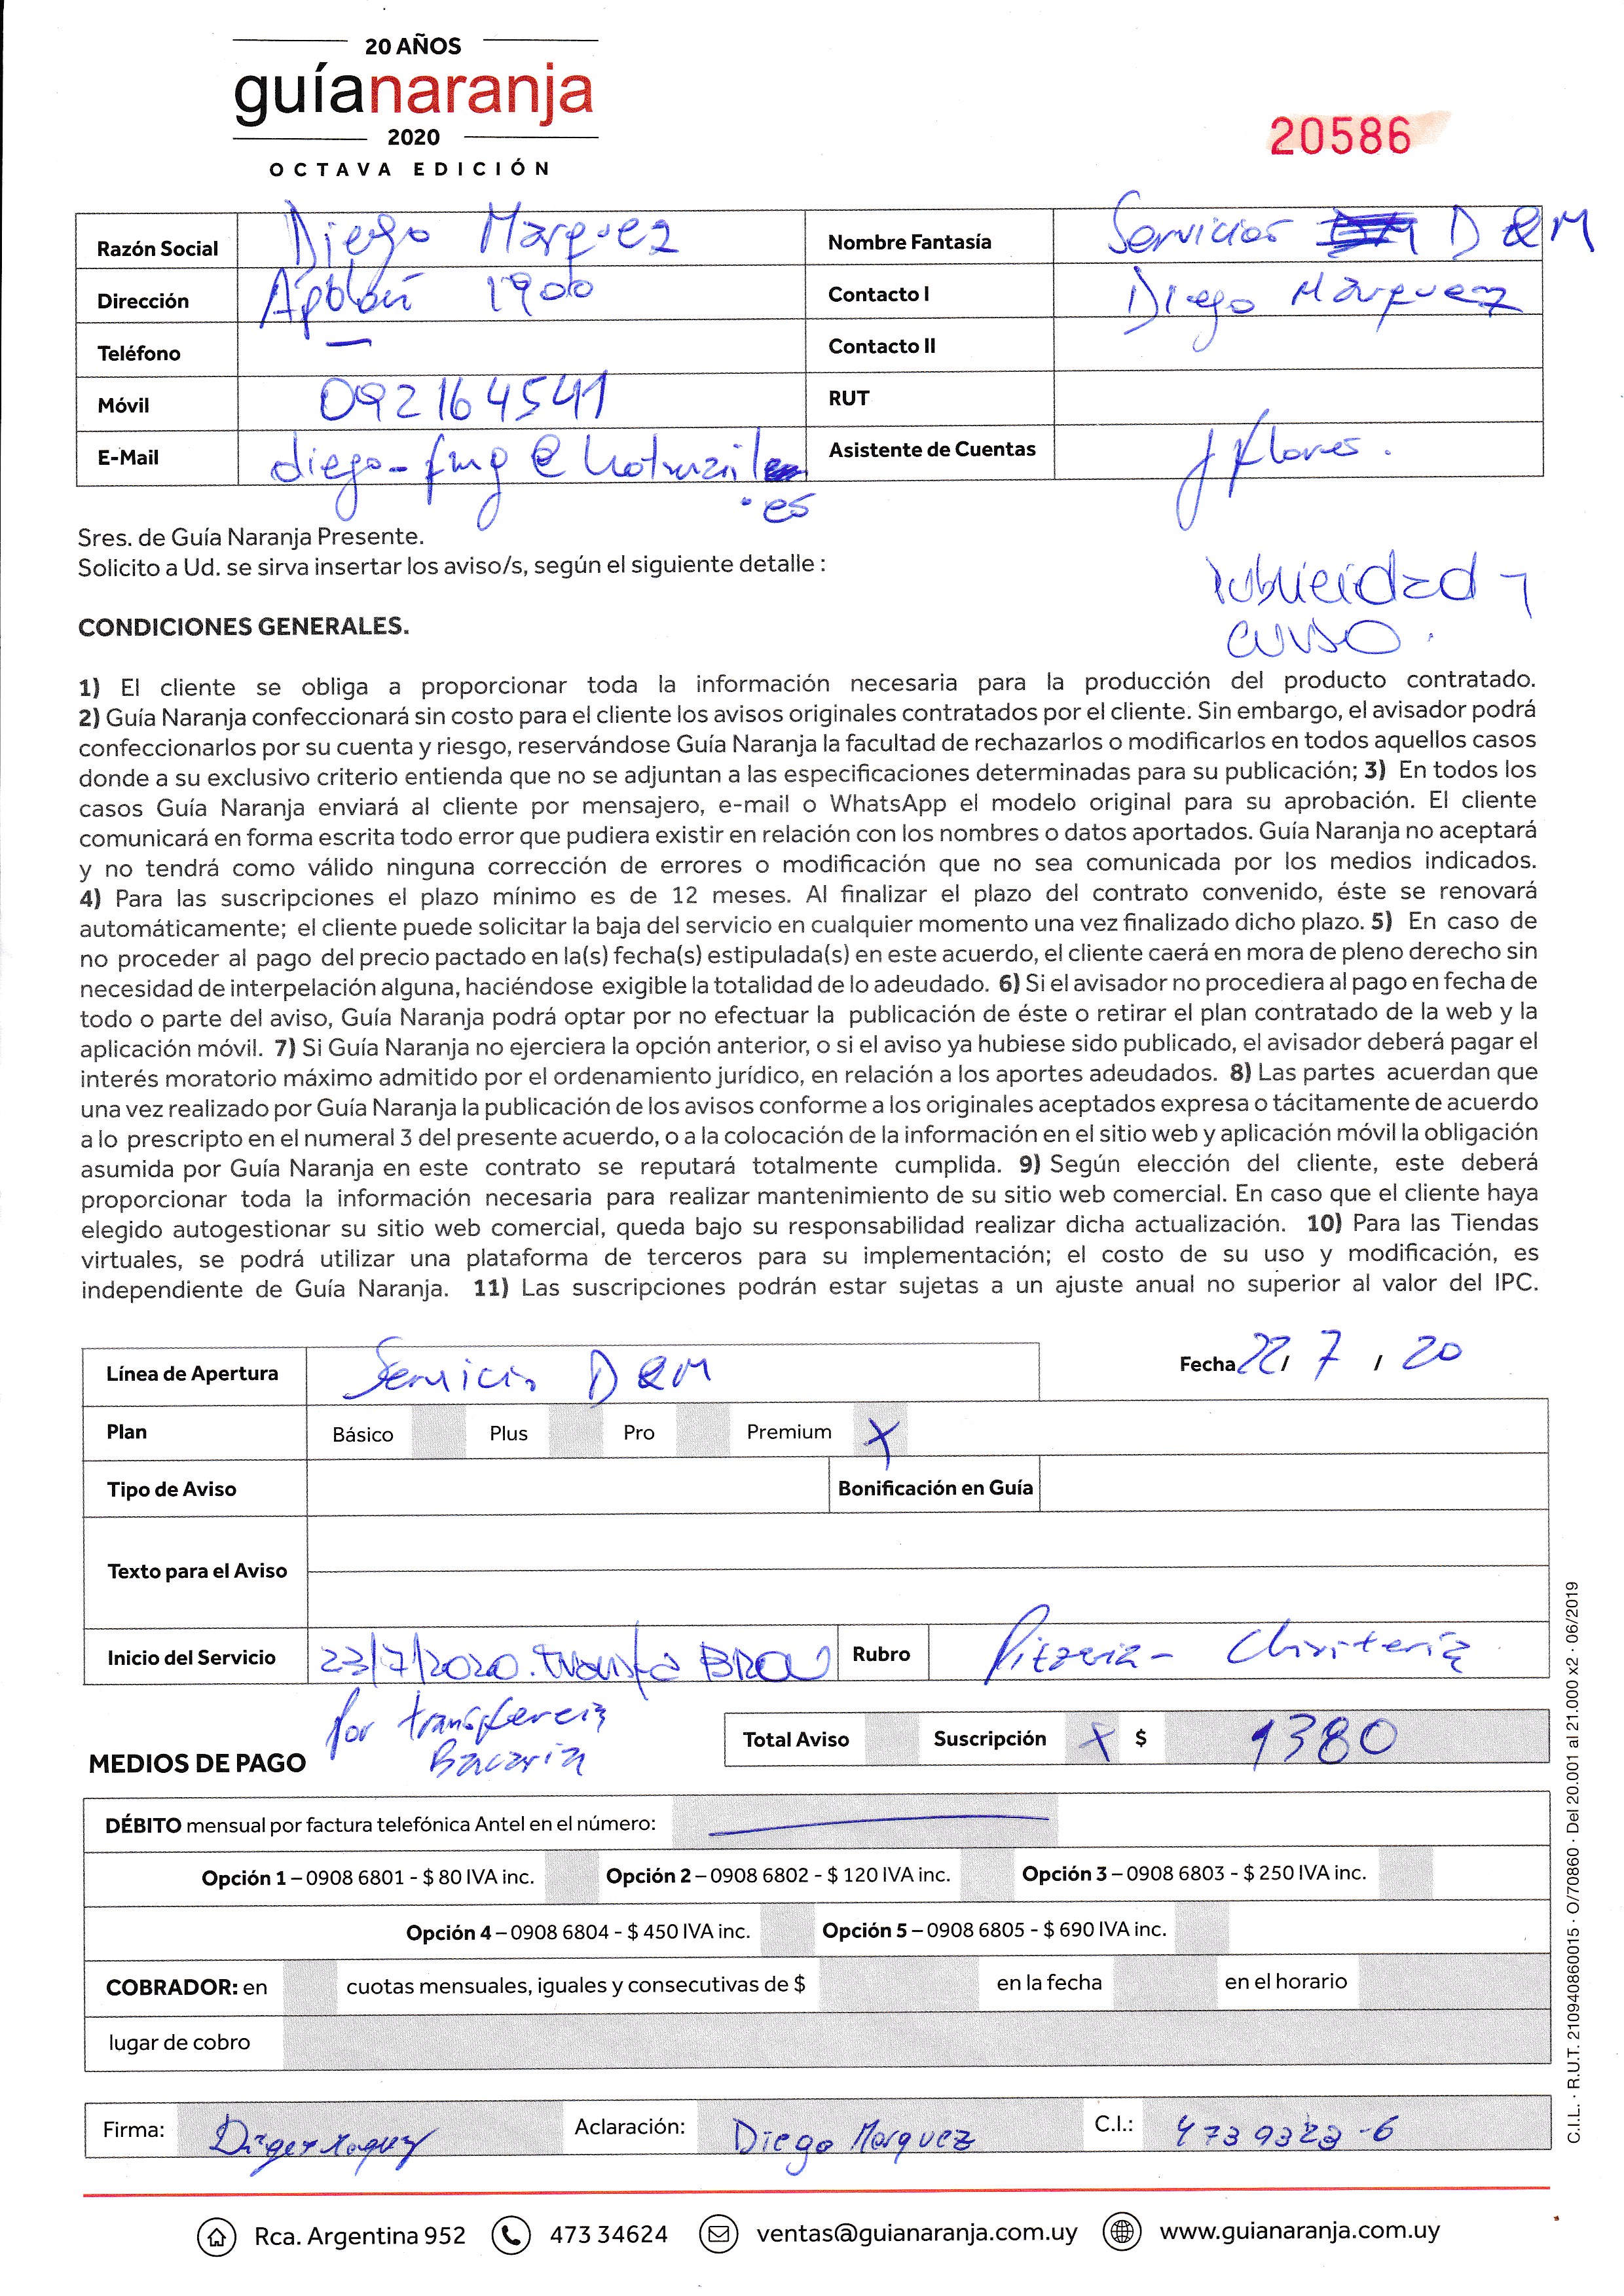 20 AÑOS
guíanaranja
2020
OCTAVA EDICIÓN
20586
Razón Social Diego Marquez Nombre Fantasía Servicios D & M
Dirección 1900 Contacto I Diego Marquez
Teléfono — Contacto II
Móvil 092164541 RUT
E-Mail diego-fmg@hotmail Asistente de Cuentas J Flores.
.es
Sres. de Guía Naranja Presente.
Solicito a Ud. se sirva insertar los aviso/s, según el siguiente detalle :
Publicidad y
CONDICIONES GENERALES.
1) El cliente se obliga a proporcionar toda la información necesaria para la producción del producto contratado.
2) Guía Naranja confeccionará sin costo para el cliente los avisos originales contratados por el cliente. Sin embargo, el avisador podrá
confeccionarlos por su cuenta y riesgo, reservándose Guía Naranja la facultad de rechazarlos o modificarlos en todos aquellos casos
donde a su exclusivo criterio entienda que no se adjuntan a las especificaciones determinadas para su publicación; 3) En todos los
casos Guía Naranja enviará al cliente por mensajero, e-mail o WhatsApp el modelo original para su aprobación. El cliente
comunicará en forma escrita todo error que pudiera existir en relación con los nombres o datos aportados. Guía Naranja no aceptará
y no tendrá como válido ninguna corrección de errores o modificación que no sea comunicada por los medios indicados.
4) Para las suscripciones el plazo mínimo es de 12 meses. Al finalizar el plazo del contrato convenido, éste se renovará
automáticamente; el cliente puede solicitar la baja del servicio en cualquier momento una vez finalizado dicho plazo. 5) En caso de
no proceder al pago del precio pactado en la(s) fecha(s) estipulada(s) en este acuerdo, el cliente caerá en mora de pleno derecho sin
necesidad de interpelación alguna, haciéndose exigible la totalidad de lo adeudado. 6) Si el avisador no procediera al pago en fecha de
todo o parte del aviso, Guía Naranja podrá optar por no efectuar la publicación de éste o retirar el plan contratado de la web y la
aplicación móvil. 7) Si Guía Naranja no ejerciera la opción anterior, o si el aviso ya hubiese sido publicado, el avisador deberá pagar el
interés moratorio máximo admitido por el ordenamiento jurídico, en relación a los aportes adeudados. 8) Las partes acuerdan que
una vez realizado por Guía Naranja la publicación de los avisos conforme a los originales aceptados expresa o tácitamente de acuerdo
a lo prescripto en el numeral 3 del presente acuerdo, o a la colocación de la información en el sitio web y aplicación móvil la obligación
asumida por Guía Naranja en este contrato se reputará totalmente cumplida. 9) Según elección del cliente, este deberá
proporcionar toda la información necesaria para realizar mantenimiento de su sitio web comercial. En caso que el cliente haya
elegido autogestionar su sitio web comercial, queda bajo su responsabilidad realizar dicha actualización. 10) Para las Tiendas
virtuales, se podrá utilizar una plataforma de terceros para su implementación; el costo de su uso y modificación, es
independiente de Guía Naranja. 11) Las suscripciones podrán estar sujetas a un ajuste anual no superior al valor del IPC.
Línea de Apertura Servicios D & M Fecha 22 / 7 / 20
Plan Básico Plus Pro Premium X
Tipo de Aviso Bonificación en Guía
Texto para el Aviso
Inicio del Servicio 23/7/2020. BROU Rubro Pizzeria - Chiviteria
Por transferencia
Bacaria
Total Aviso Suscripción X $ 1380
MEDIOS DE PAGO
DÉBITO mensual por factura telefónica Antel en el número: —
Opción 1 – 0908 6801 - $ 80 IVA inc. Opción 2 – 0908 6802 - $ 120 IVA inc. Opción 3 – 0908 6803 - $ 250 IVA inc.
Opción 4 – 0908 6804 - $ 450 IVA inc. Opción 5 – 0908 6805 - $ 690 IVA inc.
COBRADOR: en cuotas mensuales, iguales y consecutivas de $ en la fecha en el horario
lugar de cobro
Firma: Aclaración: Diego Marquez C.I.: 4739323-6
Rca. Argentina 952 473 34624 ventas@guianaranja.com.uy www.guianaranja.com.uy
C.I.L. · R.U.T. 210940860015 · O/70860 · Del 20.001 al 21.000 x2 · 06/2019